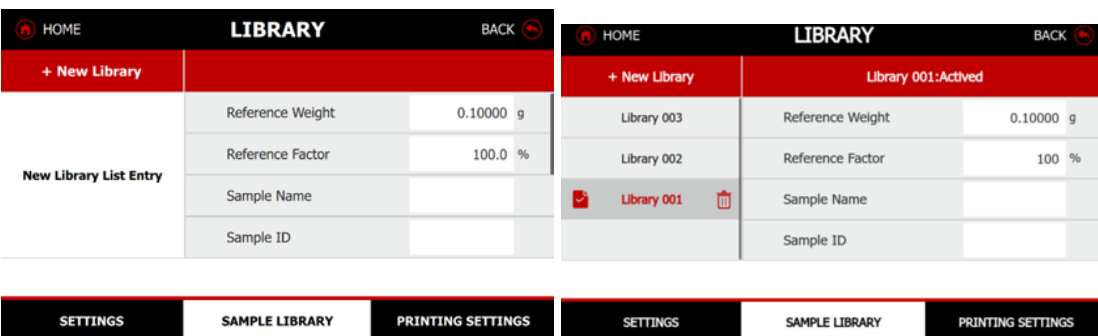 HOME LIBRARY BACK
+ New Library
Reference Weight 0.10000 g
Reference Factor 100.0 %
New Library List Entry
Sample Name
Sample ID
SETTINGS SAMPLE LIBRARY PRINTING SETTINGS
HOME LIBRARY BACK
+ New Library Library 001:Actived
Library 003 Reference Weight 0.10000 g
Library 002 Reference Factor 100 %
Library 001 Sample Name
Sample ID
SETTINGS SAMPLE LIBRARY PRINTING SETTINGS